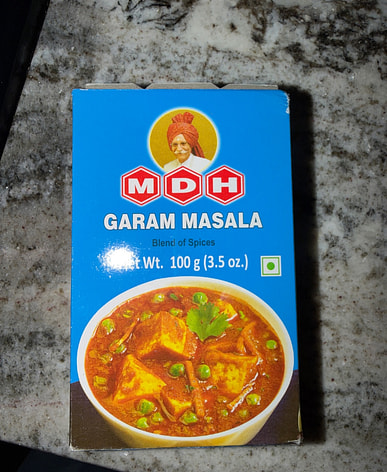 MDH
GARAM MASALA
Blend of Spices
Wt. 100 g (3.5 oz.)